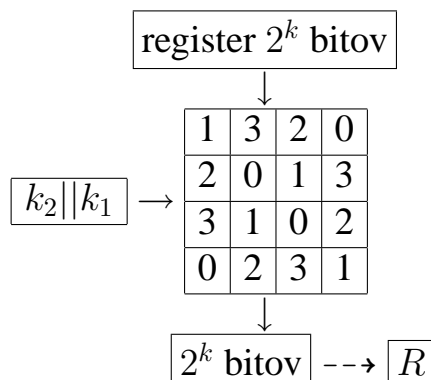 register 2^k bitov
1 3 2 0
2 0 1 3
k_2||k_1
3 1 0 2
0 2 3 1
2^k bitov R